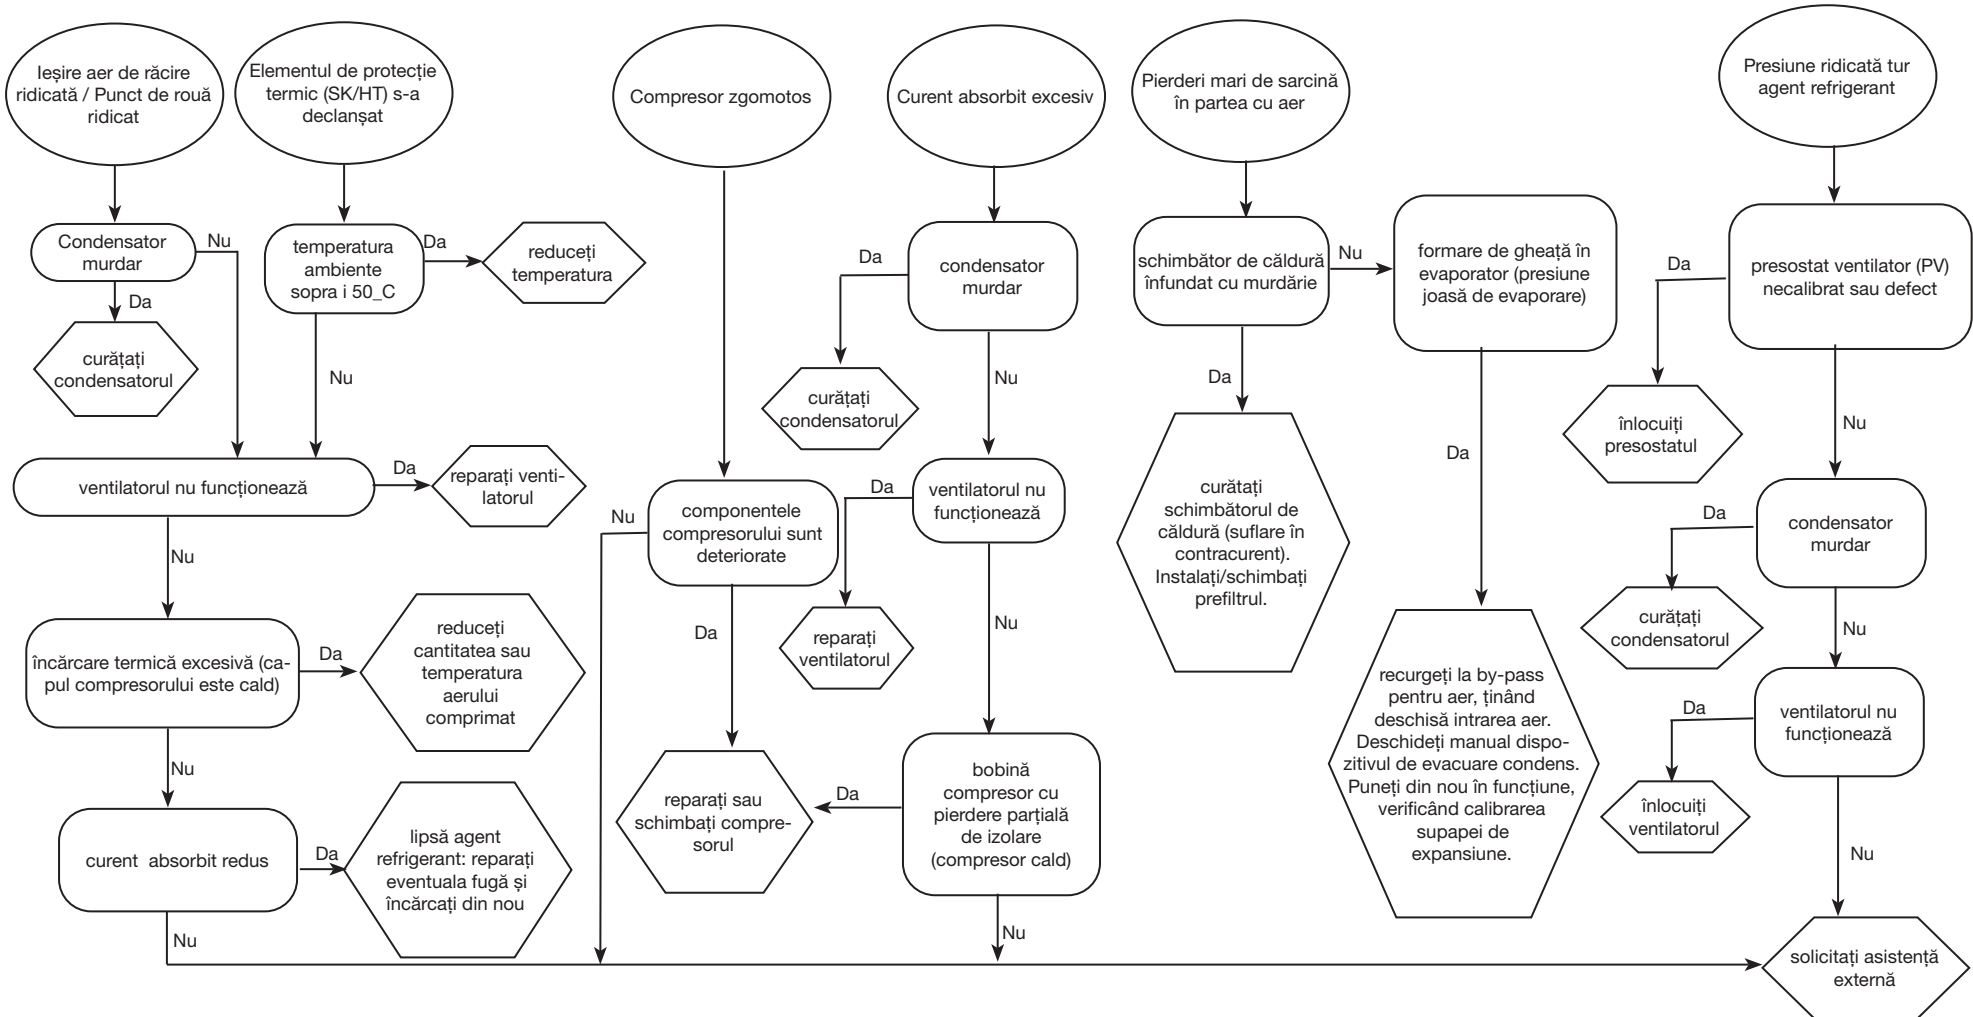 Ieșire aer de răcire
ridicată / Punct de rouă
ridicat
Elementul de protecție
termic (SK/HT) s-a
declanșat
Compresor zgomotos
Curent absorbit excesiv
Pierderi mari de sarcină
în partea cu aer
Presiune ridicată tur
agent refrigerant
Condensator
murdar
Nu
Da
curățați
condensatorul
temperatura
ambiente
sopra i 50_C
Da
reduceți
temperatura
Nu
ventilatorul nu funcționează
Da
reparați venti-
latorul
Nu
încărcare termică excesivă (ca-
pul compresorului este cald)
Da
reduceți
cantitatea sau
temperatura
aerului
comprimat
Nu
curent  absorbit redus
Da
lipsă agent
refrigerant: reparați
eventuala fugă și
încărcați din nou
Nu
componentele
compresorului sunt
deteriorate
Nu
Da
reparați sau
schimbați compre-
sorul
condensator
murdar
Da
curățați
condensatorul
Nu
ventilatorul nu
funcționează
Da
reparați
ventilatorul
Nu
bobină
compresor cu
pierdere parțială
de izolare
(compresor cald)
Da
Nu
schimbător de căldură
înfundat cu murdărie
Nu
Da
curătați
schimbătorul de
căldură (suflare în
contracurent).
Instalați/schimbați
prefiltrul.
formare de gheață în
evaporator (presiune
joasă de evaporare)
Da
recurgeți la by-pass
pentru aer, ținând
deschisă intrarea aer.
Deschideți manual dispo-
zitivul de evacuare condens.
Puneți din nou în funcțiune,
verificând calibrarea
supapei de
expansiune.
presostat ventilator (PV)
necalibrat sau defect
Da
înlocuiți
presostatul
Nu
condensator
murdar
Da
curățați
condensatorul
Nu
ventilatorul nu
funcționează
Da
înlocuiți
ventilatorul
Nu
solicitați asistență
externă